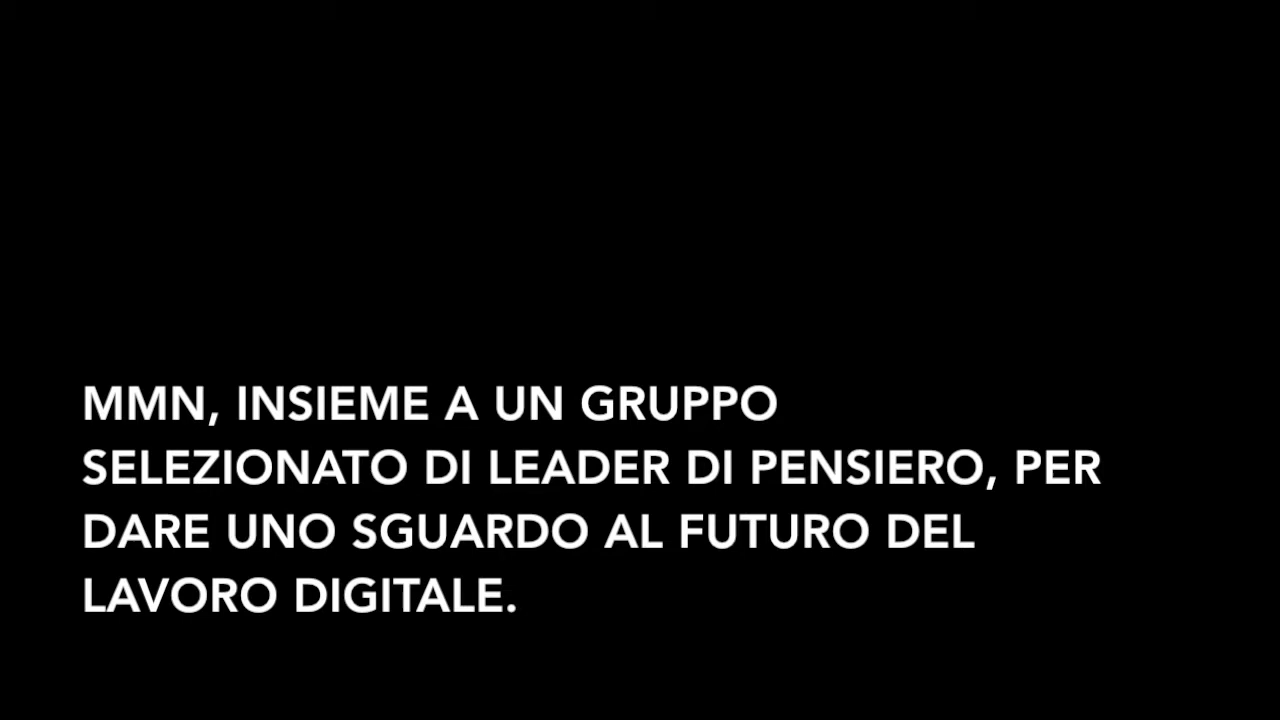 MMN, INSIEME A UN GRUPPO
SELEZIONATO DI LEADER DI PENSIERO, PER
DARE UNO SGUARDO AL FUTURO DEL
LAVORO DIGITALE.